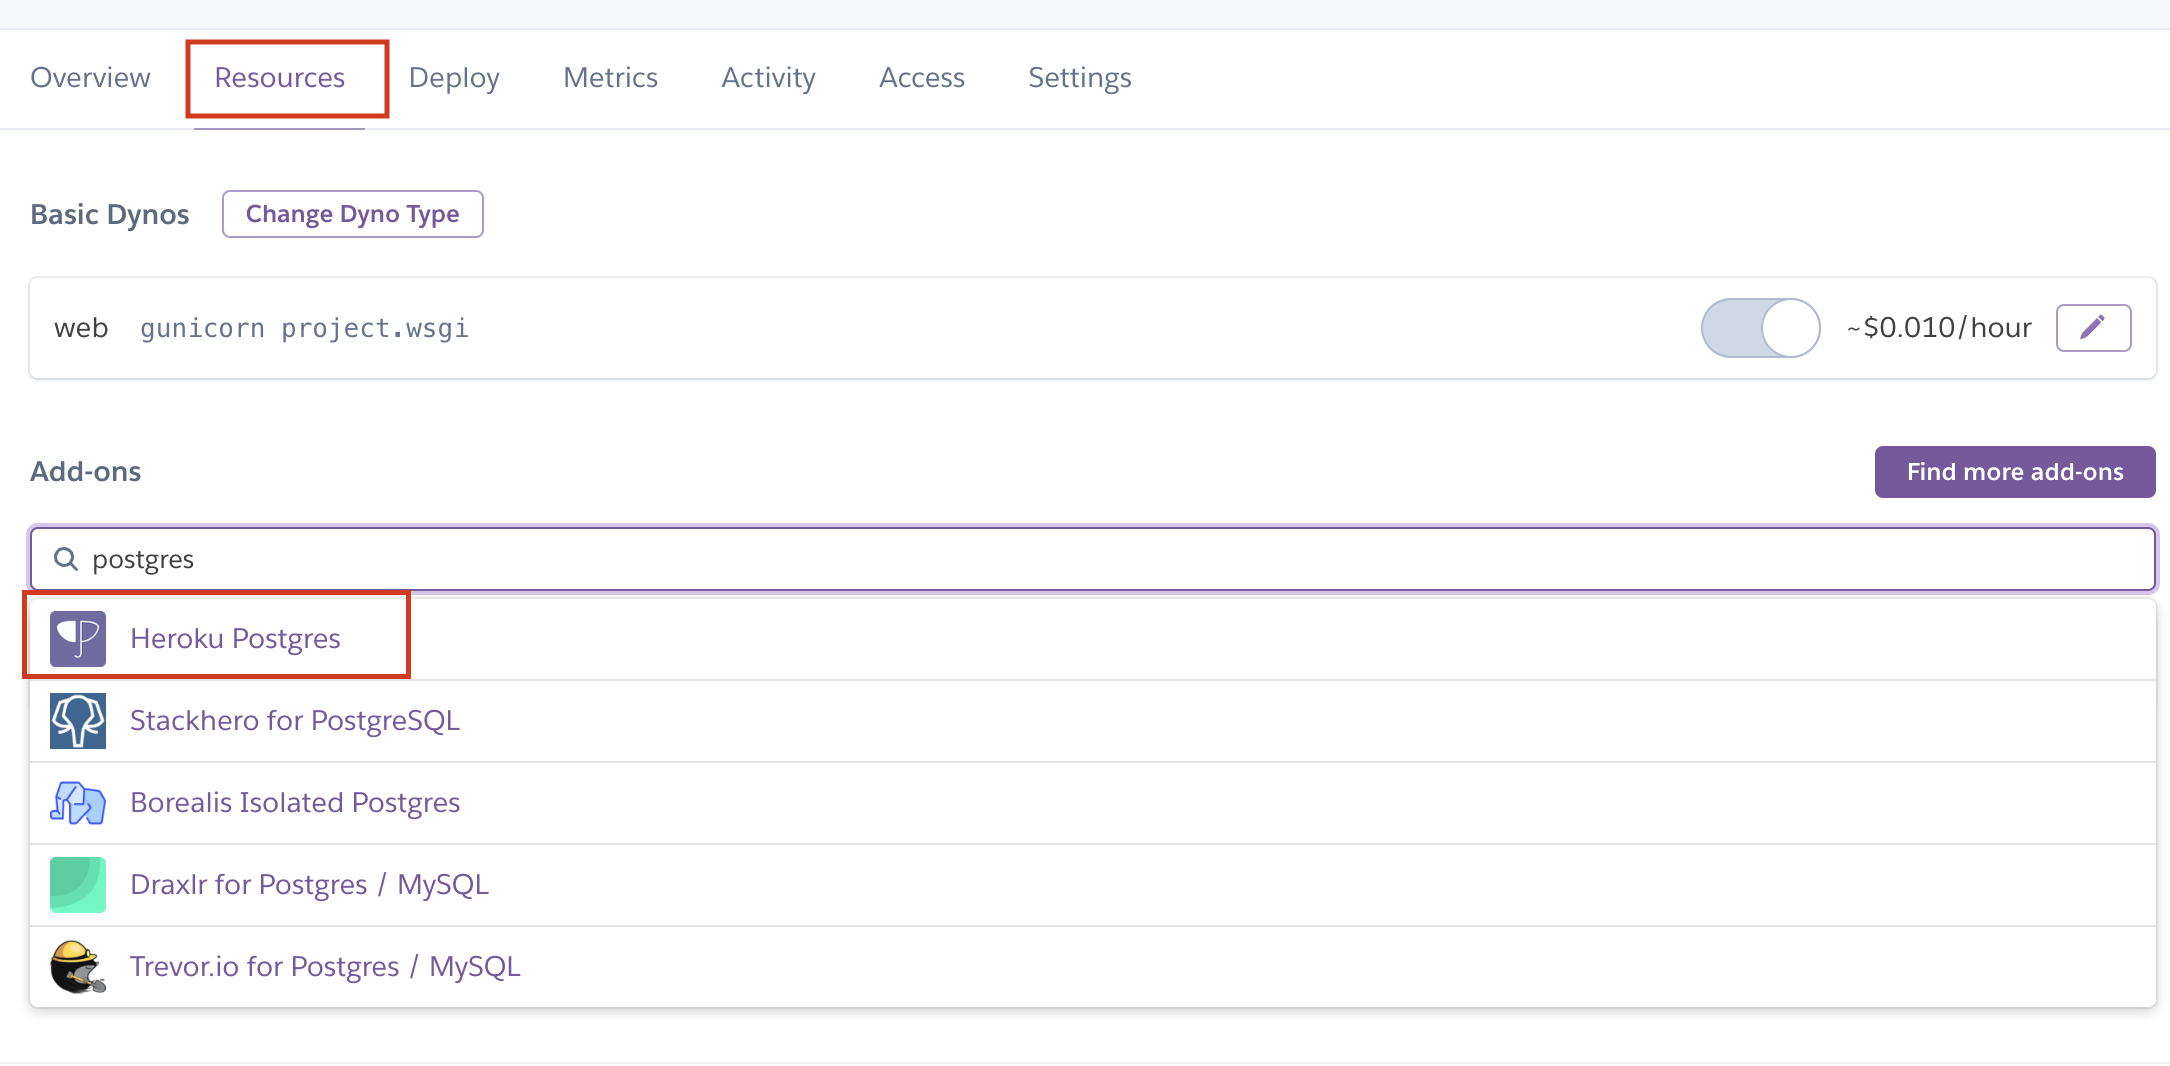 Overview Resources Deploy Metrics Activity Access Settings
Basic Dynos Change Dyno Type
web gunicorn project.wsgi ~$0.010/hour
Add-ons Find more add-ons
postgres
Heroku Postgres
Stackhero for PostgreSQL
Borealis Isolated Postgres
Draxlr for Postgres / MySQL
Trevor.io for Postgres / MySQL